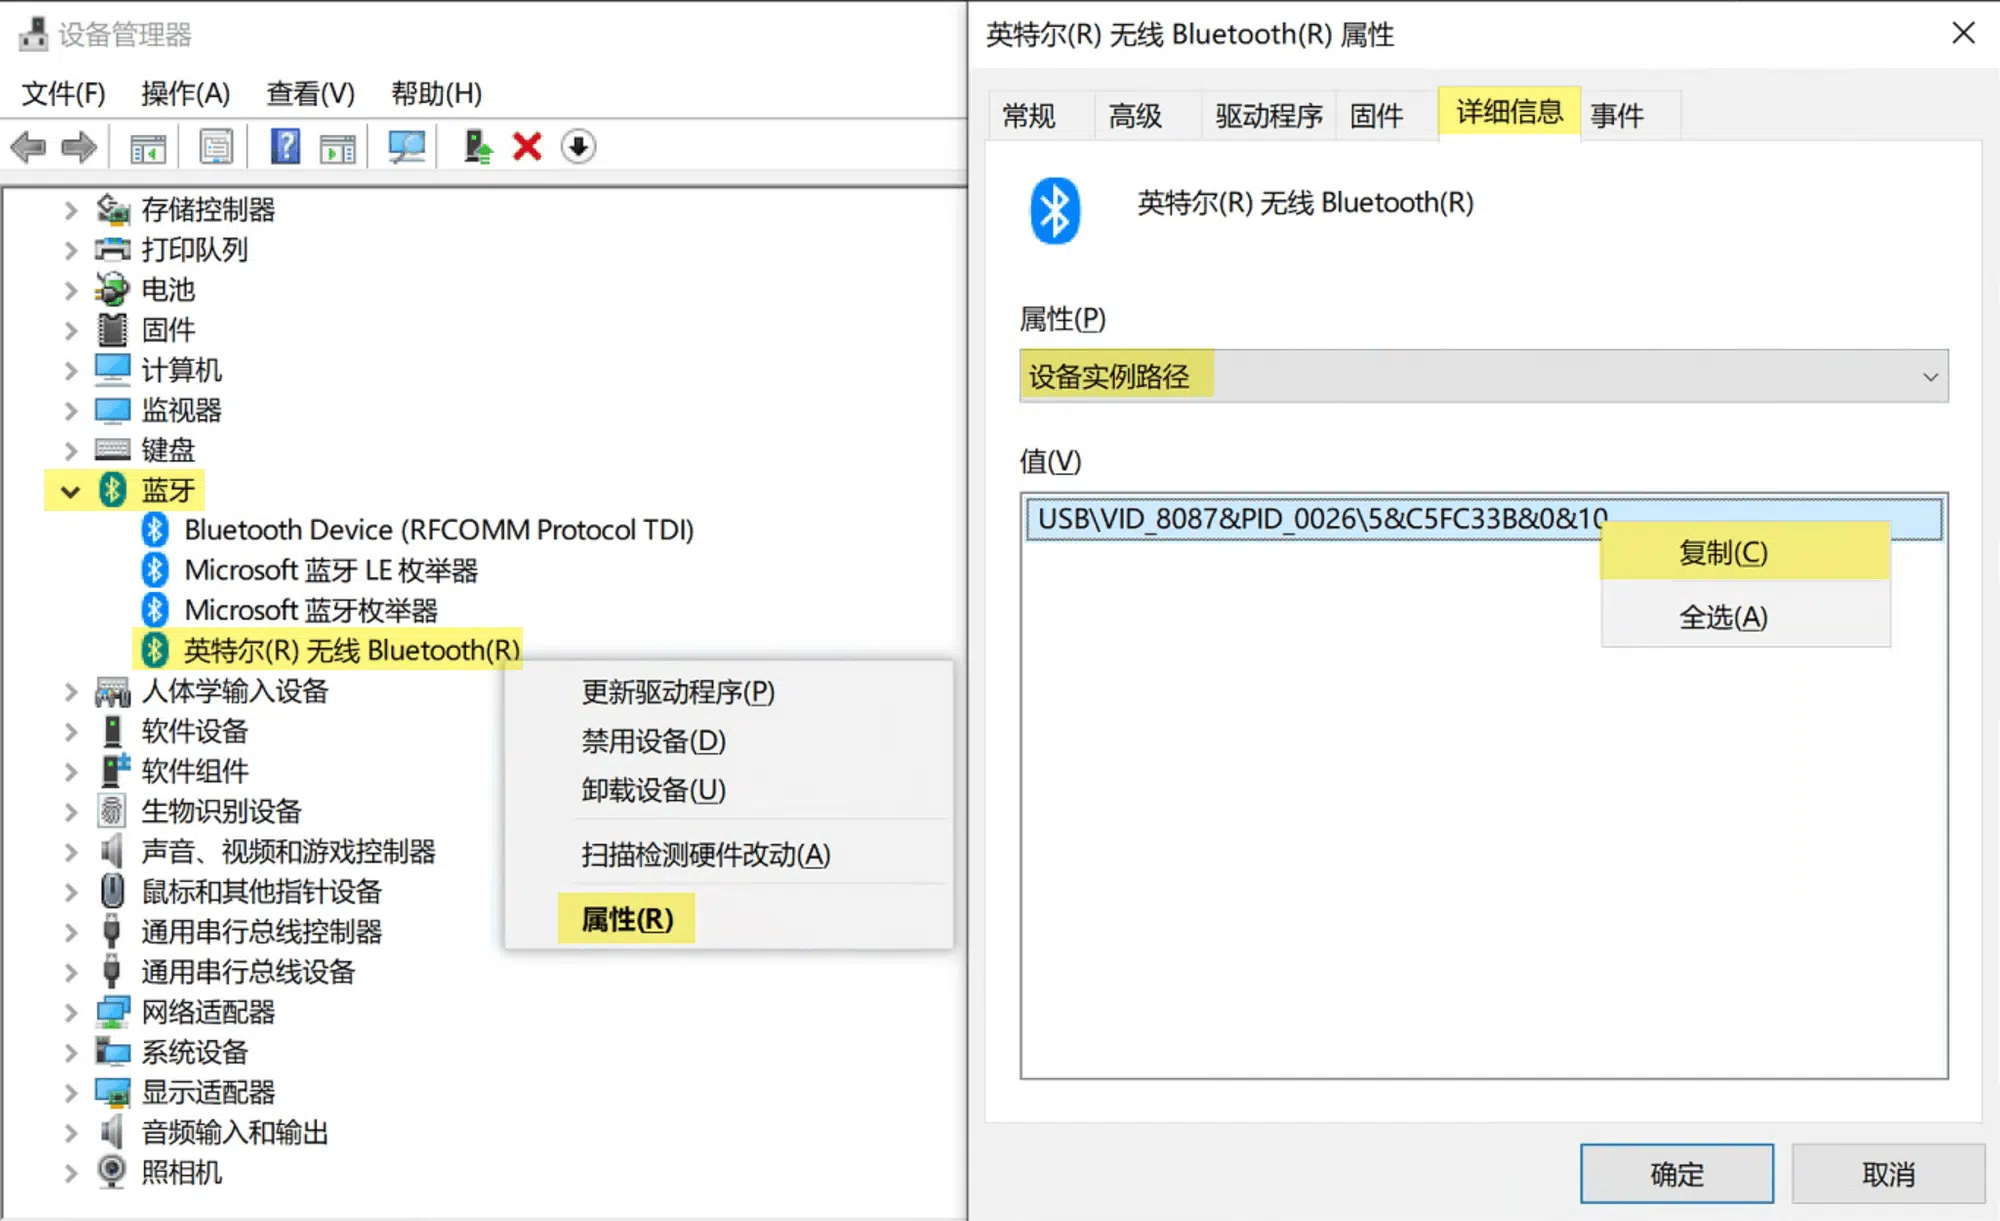 设备管理器
文件(F) 操作(A) 查看(V) 帮助(H)
存储控制器
打印队列
电池
固件
计算机
监视器
键盘
蓝牙
Bluetooth Device (RFCOMM Protocol TDI)
Microsoft 蓝牙 LE 枚举器
Microsoft 蓝牙枚举器
英特尔(R) 无线 Bluetooth(R)
人体学输入设备
软件设备
软件组件
生物识别设备
声音、视频和游戏控制器
鼠标和其他指针设备
通用串行总线控制器
通用串行总线设备
网络适配器
系统设备
显示适配器
音频输入和输出
照相机
更新驱动程序(P)
禁用设备(D)
卸载设备(U)
扫描检测硬件改动(A)
属性(R)
英特尔(R) 无线 Bluetooth(R) 属性
常规 高级 驱动程序 固件 详细信息 事件
英特尔(R) 无线 Bluetooth(R)
属性(P)
设备实例路径
值(V)
USB\VID_8087&PID_0026\5&C5FC33B&0&10
复制(C)
全选(A)
确定 取消